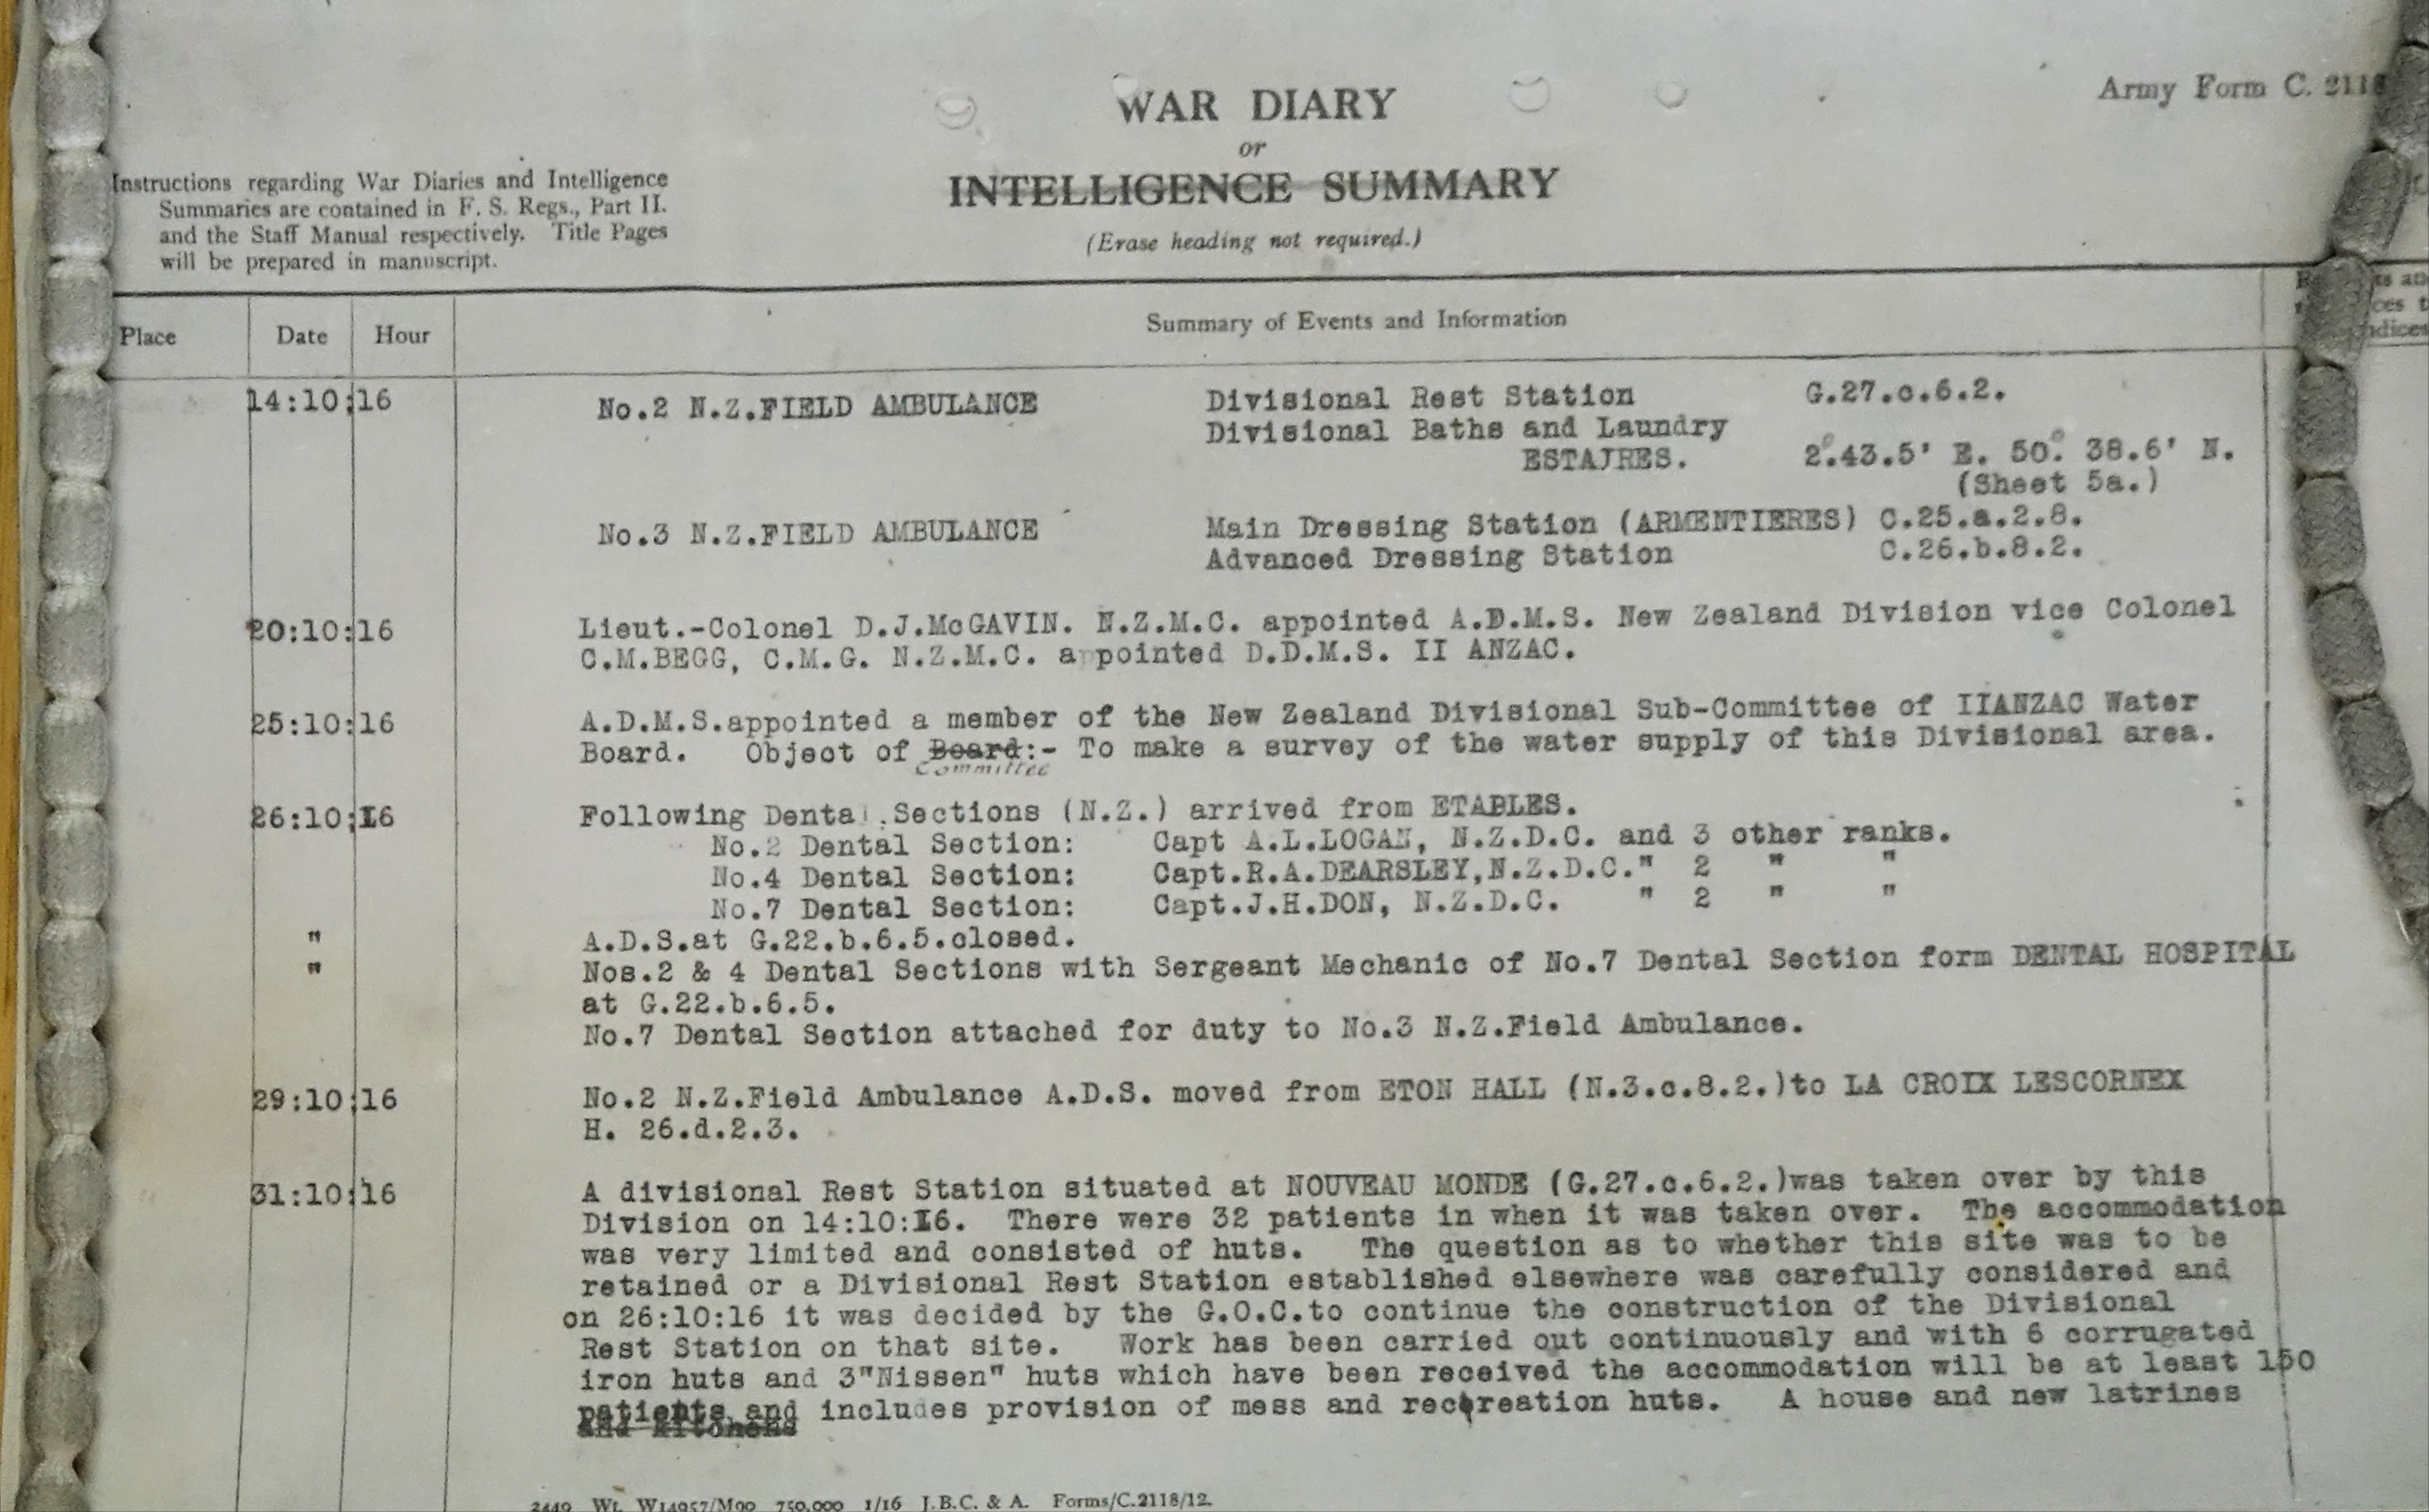 Army Form C. 2118
WAR DIARY
or
INTELLIGENCE SUMMARY
(Erase heading not required.)
Instructions regarding War Diaries and Intelligence
Summaries are contained in F. S. Regs., Part II.
and the Staff Manual respectively. Title Pages
will be prepared in manuscript.
Place Date Hour Summary of Events and Information
14:10:16 No.2 N.Z.FIELD AMBULANCE Divisional Rest Station G.27.c.6.2.
Divisional Baths and Laundry
ESTAIRES. 2°.43.5' E. 50°. 38.6' N.
(Sheet 5a.)
No.3 N.Z.FIELD AMBULANCE Main Dressing Station (ARMENTIERES) C.25.a.2.8.
Advanced Dressing Station C.26.b.8.2.
20:10:16 Lieut.-Colonel D.J.McGAVIN. N.Z.M.C. appointed A.D.M.S. New Zealand Division vice Colonel
C.M.BEGG, C.M.G. N.Z.M.C. appointed D.D.M.S. II ANZAC.
25:10:16 A.D.M.S.appointed a member of the New Zealand Divisional Sub-Committee of IIANZAC Water
Board. Object of Board:- To make a survey of the water supply of this Divisional area.
Committee
26:10:16 Following Dental Sections (N.Z.) arrived from ETAPLES.
No.2 Dental Section: Capt A.L.LOGAN, N.Z.D.C. and 3 other ranks.
No.4 Dental Section: Capt.R.A.DEARSLEY,N.Z.D.C." 2 " "
No.7 Dental Section: Capt.J.H.DON, N.Z.D.C. " 2 " "
" A.D.S.at G.22.b.6.5.closed.
" Nos.2 & 4 Dental Sections with Sergeant Mechanic of No.7 Dental Section form DENTAL HOSPITAL
at G.22.b.6.5.
No.7 Dental Section attached for duty to No.3 N.Z.Field Ambulance.
29:10:16 No.2 N.Z.Field Ambulance A.D.S. moved from ETON HALL (N.3.c.8.2.)to LA CROIX LESCORNEX
H. 26.d.2.3.
31:10:16 A divisional Rest Station situated at NOUVEAU MONDE (G.27.c.6.2.)was taken over by this
Division on 14:10:16. There were 32 patients in when it was taken over. The accommodation
was very limited and consisted of huts. The question as to whether this site was to be
retained or a Divisional Rest Station established elsewhere was carefully considered and
on 26:10:16 it was decided by the G.O.C.to continue the construction of the Divisional
Rest Station on that site. Work has been carried out continuously and with 6 corrugated
iron huts and 3"Nissen" huts which have been received the accommodation will be at least 150
patients and includes provision of mess and recreation huts. A house and new latrines
and kitchens
2449 Wt. W14957/M90 750,000 1/16 J.B.C. & A. Forms/C.2118/12.